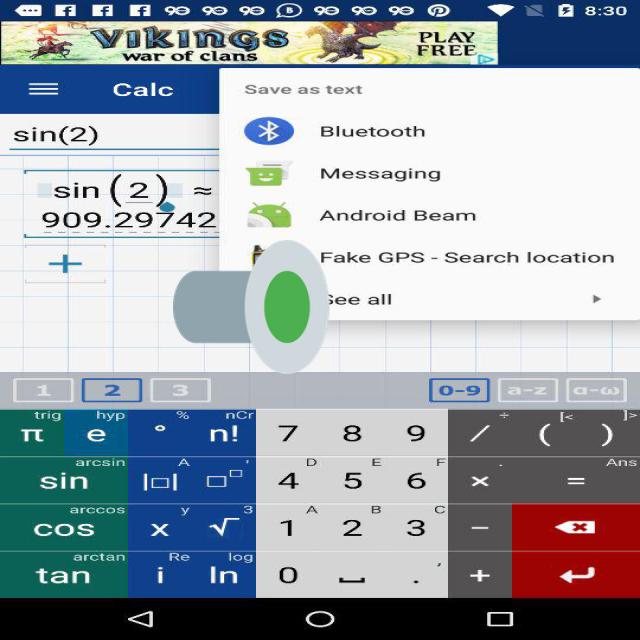 8:30
VIKINGS
war of clans
PLAY
FREE
Calc
Save as text
sin(2)
Bluetooth
sin(2) ≈
909.29742
Messaging
Android Beam
+
Fake GPS - Search location
See all
1 2 3 0-9 a-z α-ω
trig hyp % nCr ÷ [< ]>
π e ° n! 7 8 9 / ( )
arcsin A ' D E F Ans
sin |□| □□ 4 5 6 × =
arccos y 3 A B C
cos x √ 1 2 3 −
arctan Re log ′
tan i ln 0 . +